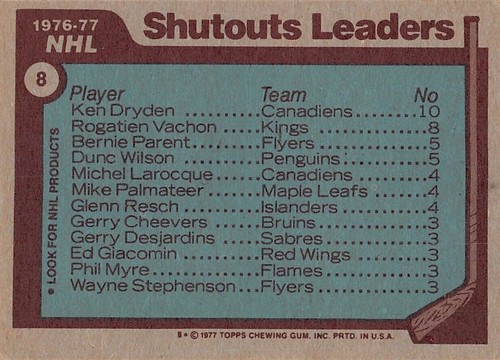 1976-77 Shutouts Leaders
NHL
8
Player Team No
Ken Dryden ........... Canadiens ........ 10
Rogatien Vachon ...... Kings ............ 8
Bernie Parent ........ Flyers ........... 5
Dunc Wilson .......... Penguins ......... 5
Michel Larocque ...... Canadiens ........ 4
Mike Palmateer ....... Maple Leafs ...... 4
Glenn Resch .......... Islanders ........ 4
Gerry Cheevers ....... Bruins ........... 3
Gerry Desjardins ..... Sabres ........... 3
Ed Giacomin .......... Red Wings ........ 3
Phil Myre ............ Flames ........... 3
Wayne Stephenson ..... Flyers ........... 3
• LOOK FOR NHL PRODUCTS
8 • © 1977 TOPPS CHEWING GUM, INC. PRTD. IN U.S.A.